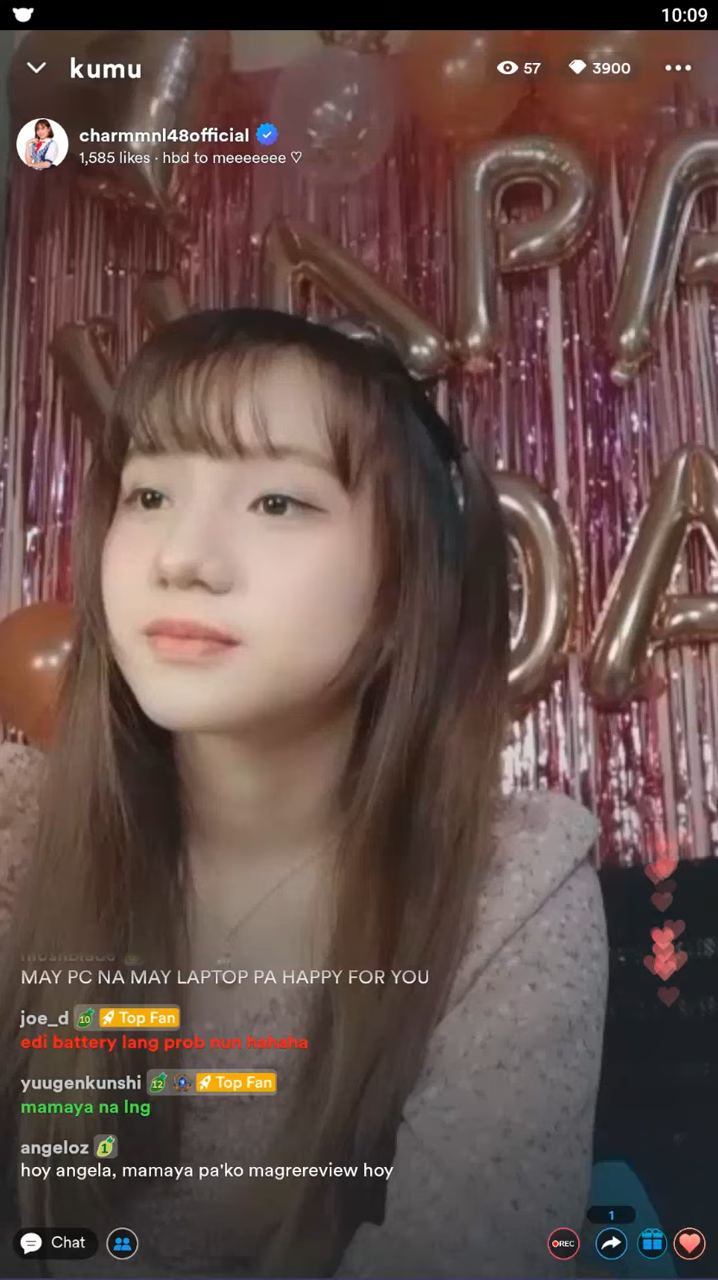 10:09
kumu
57
3900
charmmnl48official
1,585 likes · hbd to meeeeeee ♡
PA
DA
MAY PC NA MAY LAPTOP PA HAPPY FOR YOU
joe_d 10 Top Fan
edi battery lang prob nun hahaha
yuugenkunshi 12 Top Fan
mamaya na lng
angeloz 1
hoy angela, mamaya pa'ko magrereview hoy
1
Chat
REC